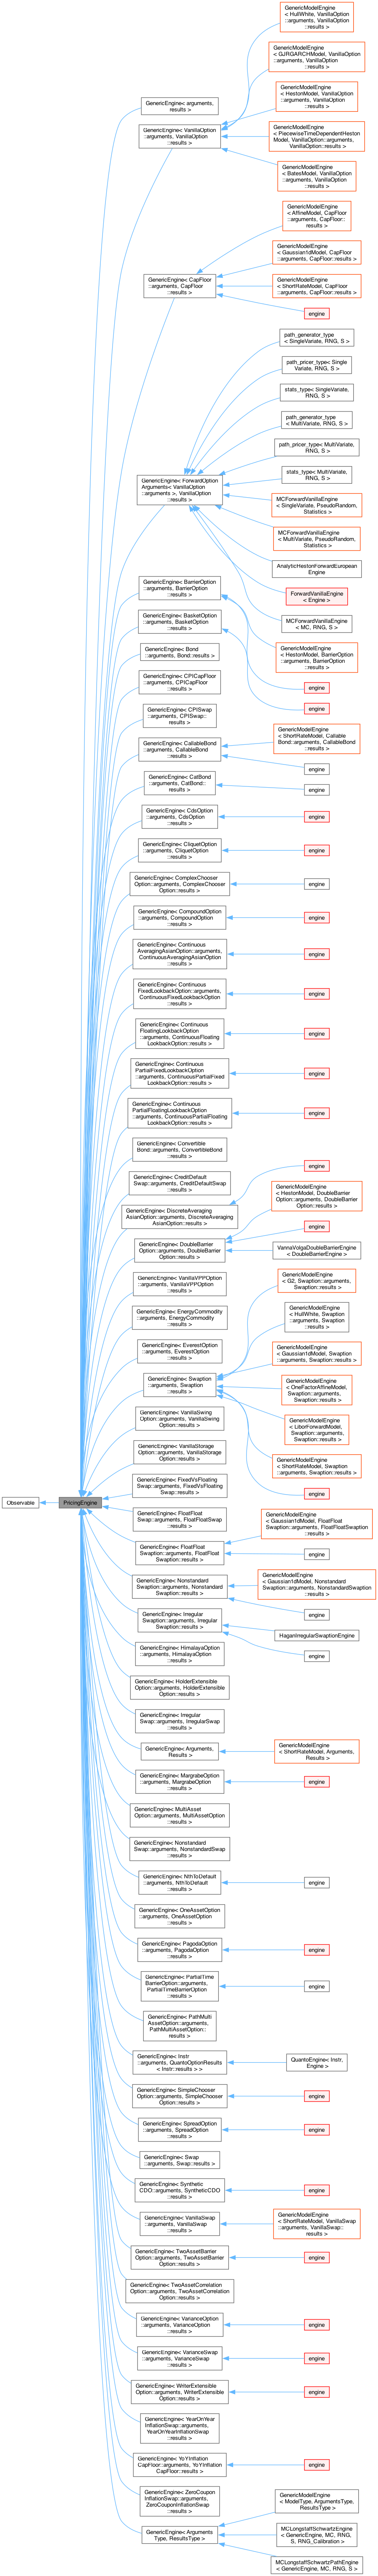 Observable
PricingEngine
GenericEngine< arguments,
results >
GenericEngine< VanillaOption
::arguments, VanillaOption
::results >
GenericEngine< CapFloor
::arguments, CapFloor
::results >
GenericEngine< ForwardOption
Arguments< VanillaOption
::arguments >, VanillaOption
::results >
GenericEngine< BarrierOption
::arguments, BarrierOption
::results >
GenericEngine< BasketOption
::arguments, BasketOption
::results >
GenericEngine< Bond
::arguments, Bond::results >
GenericEngine< CPICapFloor
::arguments, CPICapFloor
::results >
GenericEngine< CPISwap
::arguments, CPISwap::
results >
GenericEngine< CallableBond
::arguments, CallableBond
::results >
GenericEngine< CatBond
::arguments, CatBond::
results >
GenericEngine< CdsOption
::arguments, CdsOption
::results >
GenericEngine< CliquetOption
::arguments, CliquetOption
::results >
GenericEngine< ComplexChooser
Option::arguments, ComplexChooser
Option::results >
GenericEngine< CompoundOption
::arguments, CompoundOption
::results >
GenericEngine< Continuous
AveragingAsianOption::arguments,
ContinuousAveragingAsianOption
::results >
GenericEngine< Continuous
FixedLookbackOption::arguments,
ContinuousFixedLookbackOption
::results >
GenericEngine< Continuous
FloatingLookbackOption
::arguments, ContinuousFloating
LookbackOption::results >
GenericEngine< Continuous
PartialFixedLookbackOption
::arguments, ContinuousPartialFixed
LookbackOption::results >
GenericEngine< Continuous
PartialFloatingLookbackOption
::arguments, ContinuousPartialFloating
LookbackOption::results >
GenericEngine< Convertible
Bond::arguments, ConvertibleBond
::results >
GenericEngine< CreditDefault
Swap::arguments, CreditDefaultSwap
::results >
GenericEngine< DiscreteAveraging
AsianOption::arguments, DiscreteAveraging
AsianOption::results >
GenericEngine< DoubleBarrier
Option::arguments, DoubleBarrier
Option::results >
GenericEngine< VanillaVPPOption
::arguments, VanillaVPPOption
::results >
GenericEngine< EnergyCommodity
::arguments, EnergyCommodity
::results >
GenericEngine< EverestOption
::arguments, EverestOption
::results >
GenericEngine< Swaption
::arguments, Swaption
::results >
GenericEngine< VanillaSwing
Option::arguments, VanillaSwing
Option::results >
GenericEngine< VanillaStorage
Option::arguments, VanillaStorage
Option::results >
GenericEngine< FixedVsFloating
Swap::arguments, FixedVsFloating
Swap::results >
GenericEngine< FloatFloat
Swap::arguments, FloatFloatSwap
::results >
GenericEngine< FloatFloat
Swaption::arguments, FloatFloat
Swaption::results >
GenericEngine< Nonstandard
Swaption::arguments, Nonstandard
Swaption::results >
GenericEngine< Irregular
Swaption::arguments, Irregular
Swaption::results >
GenericEngine< HimalayaOption
::arguments, HimalayaOption
::results >
GenericEngine< HolderExtensible
Option::arguments, HolderExtensible
Option::results >
GenericEngine< Irregular
Swap::arguments, IrregularSwap
::results >
GenericEngine< Arguments,
Results >
GenericEngine< MargrabeOption
::arguments, MargrabeOption
::results >
GenericEngine< MultiAsset
Option::arguments, MultiAssetOption
::results >
GenericEngine< Nonstandard
Swap::arguments, NonstandardSwap
::results >
GenericEngine< NthToDefault
::arguments, NthToDefault
::results >
GenericEngine< OneAssetOption
::arguments, OneAssetOption
::results >
GenericEngine< PagodaOption
::arguments, PagodaOption
::results >
GenericEngine< PartialTime
BarrierOption::arguments,
PartialTimeBarrierOption
::results >
GenericEngine< PathMulti
AssetOption::arguments,
PathMultiAssetOption::
results >
GenericEngine< Instr
::arguments, QuantoOptionResults
< Instr::results > >
GenericEngine< SimpleChooser
Option::arguments, SimpleChooser
Option::results >
GenericEngine< SpreadOption
::arguments, SpreadOption
::results >
GenericEngine< Swap
::arguments, Swap::results >
GenericEngine< Synthetic
CDO::arguments, SyntheticCDO
::results >
GenericEngine< VanillaSwap
::arguments, VanillaSwap
::results >
GenericEngine< TwoAssetBarrier
Option::arguments, TwoAssetBarrier
Option::results >
GenericEngine< TwoAssetCorrelation
Option::arguments, TwoAssetCorrelation
Option::results >
GenericEngine< VarianceOption
::arguments, VarianceOption
::results >
GenericEngine< VarianceSwap
::arguments, VarianceSwap
::results >
GenericEngine< WriterExtensible
Option::arguments, WriterExtensible
Option::results >
GenericEngine< YearOnYear
InflationSwap::arguments,
YearOnYearInflationSwap
::results >
GenericEngine< YoYInflation
CapFloor::arguments, YoYInflation
CapFloor::results >
GenericEngine< ZeroCoupon
InflationSwap::arguments,
ZeroCouponInflationSwap
::results >
GenericEngine< Arguments
Type, ResultsType >
GenericModelEngine
< HullWhite, VanillaOption
::arguments, VanillaOption
::results >
GenericModelEngine
< GJRGARCHModel, VanillaOption
::arguments, VanillaOption
::results >
GenericModelEngine
< HestonModel, VanillaOption
::arguments, VanillaOption
::results >
GenericModelEngine
< PiecewiseTimeDependentHeston
Model, VanillaOption::arguments,
VanillaOption::results >
GenericModelEngine
< BatesModel, VanillaOption
::arguments, VanillaOption
::results >
GenericModelEngine
< AffineModel, CapFloor
::arguments, CapFloor::
results >
GenericModelEngine
< Gaussian1dModel, CapFloor
::arguments, CapFloor::results >
GenericModelEngine
< ShortRateModel, CapFloor
::arguments, CapFloor::results >
engine
path_generator_type
< SingleVariate, RNG, S >
path_pricer_type< Single
Variate, RNG, S >
stats_type< SingleVariate,
RNG, S >
path_generator_type
< MultiVariate, RNG, S >
path_pricer_type< MultiVariate,
RNG, S >
stats_type< MultiVariate,
RNG, S >
MCForwardVanillaEngine
< SingleVariate, PseudoRandom,
Statistics >
MCForwardVanillaEngine
< MultiVariate, PseudoRandom,
Statistics >
AnalyticHestonForwardEuropean
Engine
ForwardVanillaEngine
< Engine >
MCForwardVanillaEngine
< MC, RNG, S >
GenericModelEngine
< HestonModel, BarrierOption
::arguments, BarrierOption
::results >
engine
engine
GenericModelEngine
< ShortRateModel, Callable
Bond::arguments, CallableBond
::results >
engine
engine
engine
engine
engine
engine
engine
engine
engine
engine
engine
engine
GenericModelEngine
< HestonModel, DoubleBarrier
Option::arguments, DoubleBarrier
Option::results >
engine
VannaVolgaDoubleBarrierEngine
< DoubleBarrierEngine >
GenericModelEngine
< G2, Swaption::arguments,
Swaption::results >
GenericModelEngine
< HullWhite, Swaption
::arguments, Swaption
::results >
GenericModelEngine
< Gaussian1dModel, Swaption
::arguments, Swaption::results >
GenericModelEngine
< OneFactorAffineModel,
Swaption::arguments,
Swaption::results >
GenericModelEngine
< LiborForwardModel,
Swaption::arguments,
Swaption::results >
GenericModelEngine
< ShortRateModel, Swaption
::arguments, Swaption::results >
engine
GenericModelEngine
< Gaussian1dModel, FloatFloat
Swaption::arguments, FloatFloatSwaption
::results >
engine
GenericModelEngine
< Gaussian1dModel, Nonstandard
Swaption::arguments, NonstandardSwaption
::results >
engine
HaganIrregularSwaptionEngine
engine
GenericModelEngine
< ShortRateModel, Arguments,
Results >
engine
engine
engine
engine
QuantoEngine< Instr,
Engine >
engine
engine
engine
GenericModelEngine
< ShortRateModel, VanillaSwap
::arguments, VanillaSwap::
results >
engine
engine
engine
engine
engine
GenericModelEngine
< ModelType, ArgumentsType,
ResultsType >
MCLongstaffSchwartzEngine
< GenericEngine, MC, RNG,
S, RNG_Calibration >
MCLongstaffSchwartzPathEngine
< GenericEngine, MC, RNG, S >